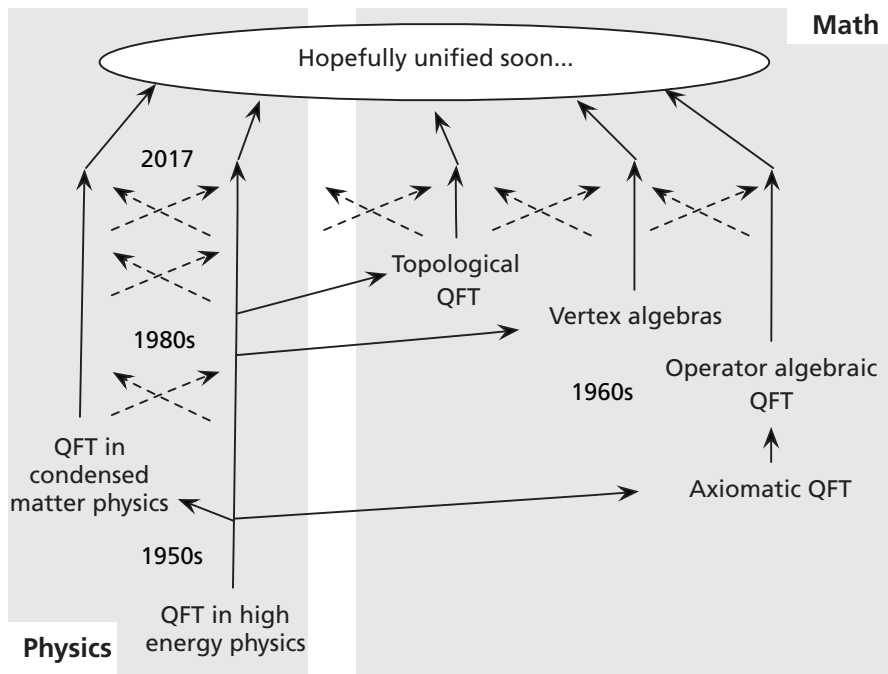 Math
Hopefully unified soon...
2017
Topological
QFT
Vertex algebras
1980s
Operator algebraic
QFT
1960s
QFT in
condensed
matter physics
Axiomatic QFT
1950s
QFT in high
energy physics
Physics